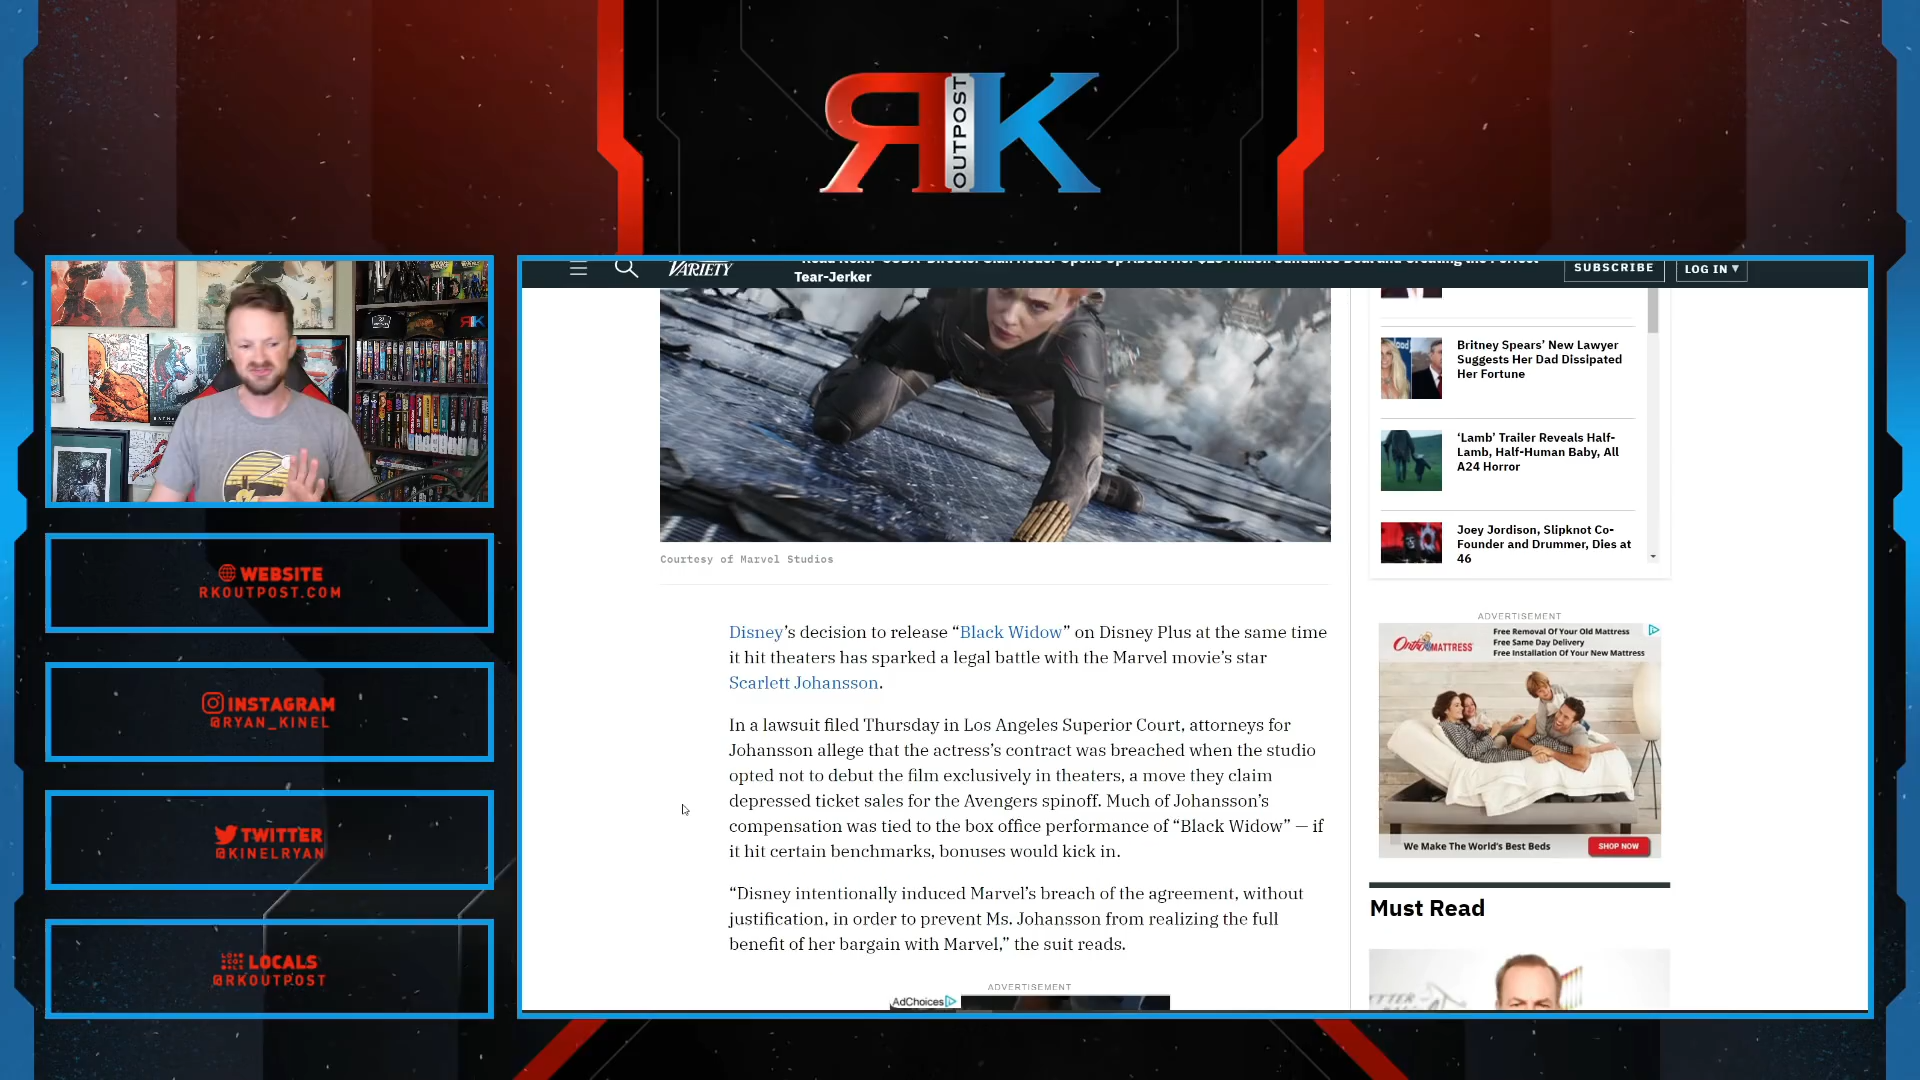 RK
OUTPOST
WEBSITE
RKOUTPOST.COM
INSTAGRAM
@RYAN_KINEL
TWITTER
@KINELRYAN
LOCALS
@RKOUTPOST
VARIETY
Tear-Jerker
SUBSCRIBE
LOG IN ▾
Courtesy of Marvel Studios
Disney’s decision to release “Black Widow” on Disney Plus at the same time
it hit theaters has sparked a legal battle with the Marvel movie’s star
Scarlett Johansson.
In a lawsuit filed Thursday in Los Angeles Superior Court, attorneys for
Johansson allege that the actress’s contract was breached when the studio
opted not to debut the film exclusively in theaters, a move they claim
depressed ticket sales for the Avengers spinoff. Much of Johansson’s
compensation was tied to the box office performance of “Black Widow” — if
it hit certain benchmarks, bonuses would kick in.
“Disney intentionally induced Marvel’s breach of the agreement, without
justification, in order to prevent Ms. Johansson from realizing the full
benefit of her bargain with Marvel,” the suit reads.
ADVERTISEMENT
AdChoices
Britney Spears’ New Lawyer
Suggests Her Dad Dissipated
Her Fortune
‘Lamb’ Trailer Reveals Half-
Lamb, Half-Human Baby, All
A24 Horror
Joey Jordison, Slipknot Co-
Founder and Drummer, Dies at
46
ADVERTISEMENT
Ortho MATTRESS
Free Removal Of Your Old Mattress
Free Same Day Delivery
Free Installation Of Your New Mattress
We Make The World’s Best Beds
SHOP NOW
Must Read